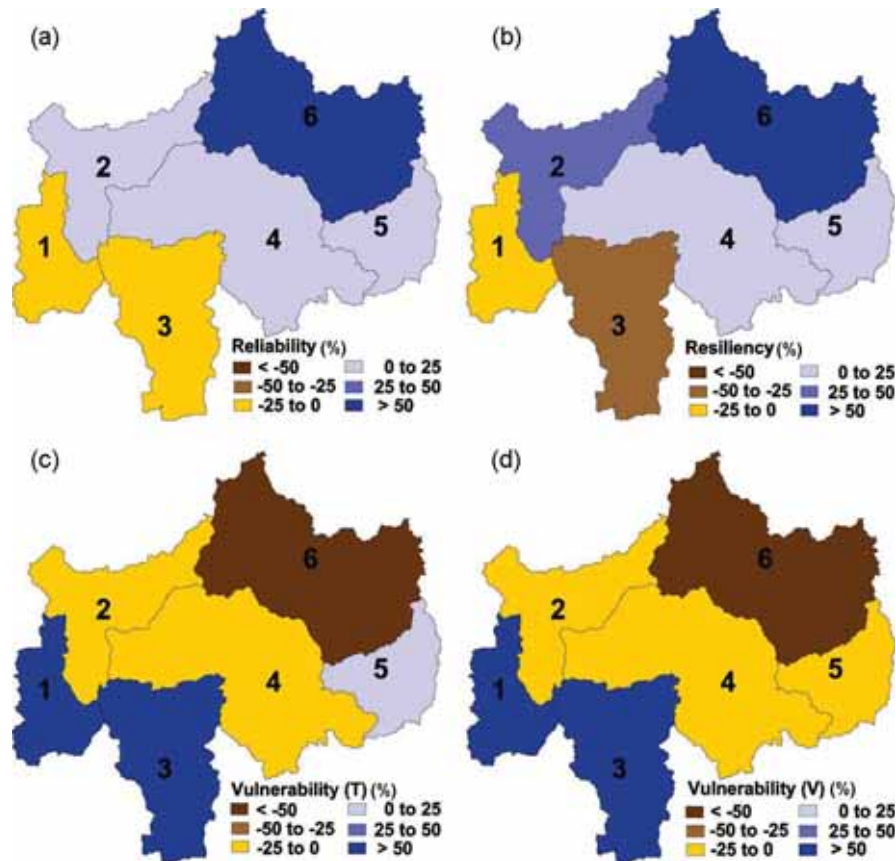 (a)
6
2
5
1
4
3
Reliability (%)
< -50 0 to 25
-50 to -25 25 to 50
-25 to 0 > 50
(b)
6
2
5
1
4
3
Resiliency (%)
< -50 0 to 25
-50 to -25 25 to 50
-25 to 0 > 50
(c)
6
2
5
1
4
3
Vulnerability (T) (%)
< -50 0 to 25
-50 to -25 25 to 50
-25 to 0 > 50
(d)
6
2
5
1
4
3
Vulnerability (V) (%)
< -50 0 to 25
-50 to -25 25 to 50
-25 to 0 > 50